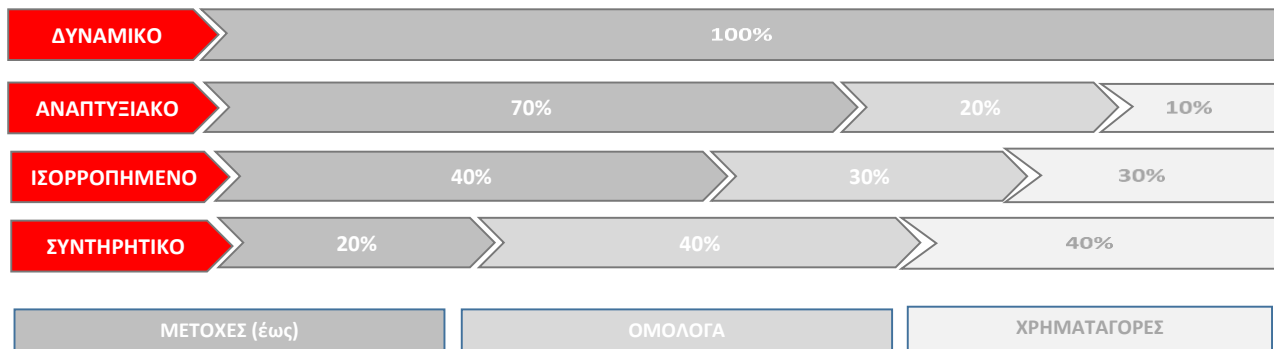 ΔΥΝΑΜΙΚΟ 100%
ΑΝΑΠΤΥΞΙΑΚΟ 70% 20% 10%
ΙΣΟΡΡΟΠΗΜΕΝΟ 40% 30% 30%
ΣΥΝΤΗΡΗΤΙΚΟ 20% 40% 40%
ΜΕΤΟΧΕΣ (έως) ΟΜΟΛΟΓΑ ΧΡΗΜΑΤΑΓΟΡΕΣ